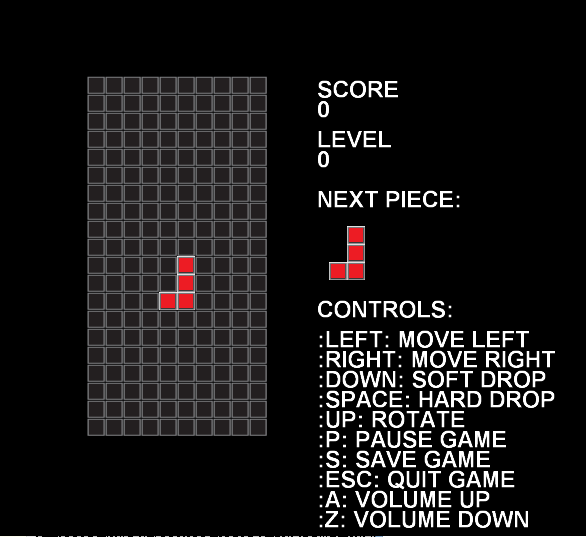 SCORE
0
LEVEL
0
NEXT PIECE:
CONTROLS:
:LEFT: MOVE LEFT
:RIGHT: MOVE RIGHT
:DOWN: SOFT DROP
:SPACE: HARD DROP
:UP: ROTATE
:P: PAUSE GAME
:S: SAVE GAME
:ESC: QUIT GAME
:A: VOLUME UP
:Z: VOLUME DOWN